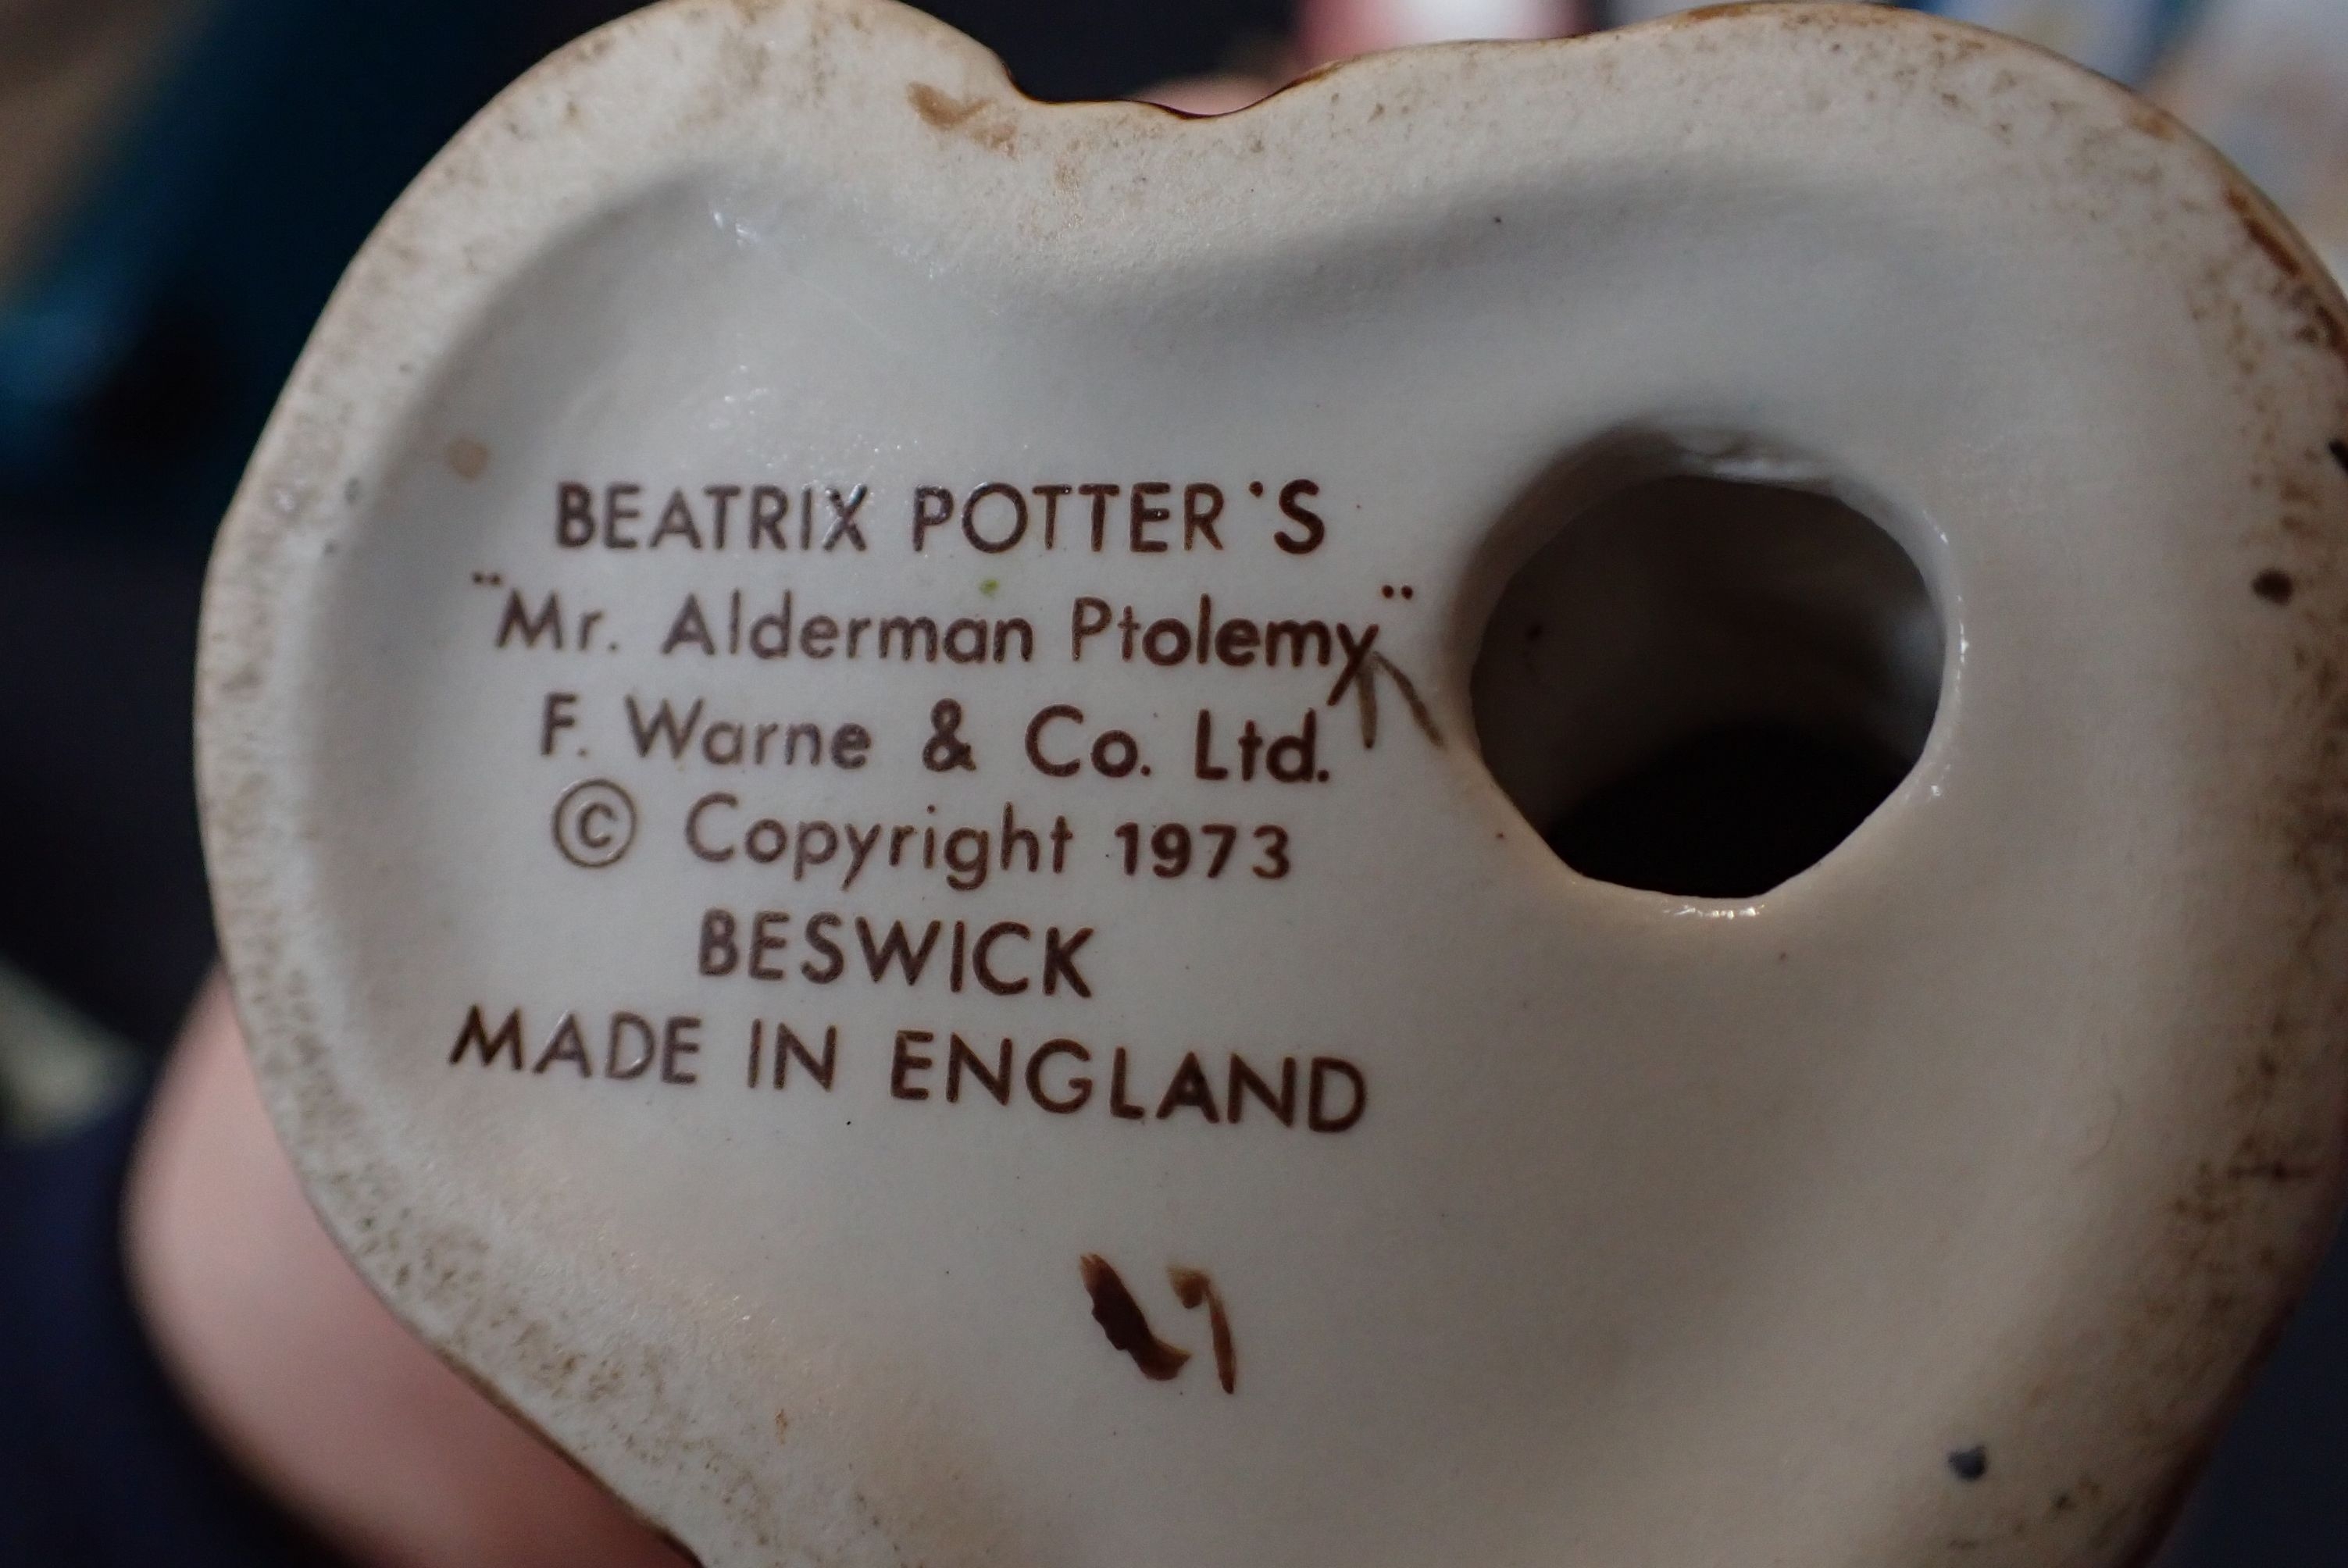 BEATRIX POTTER'S
"Mr. Alderman Ptolemy"
F. Warne & Co. Ltd.
© Copyright 1973
BESWICK
MADE IN ENGLAND